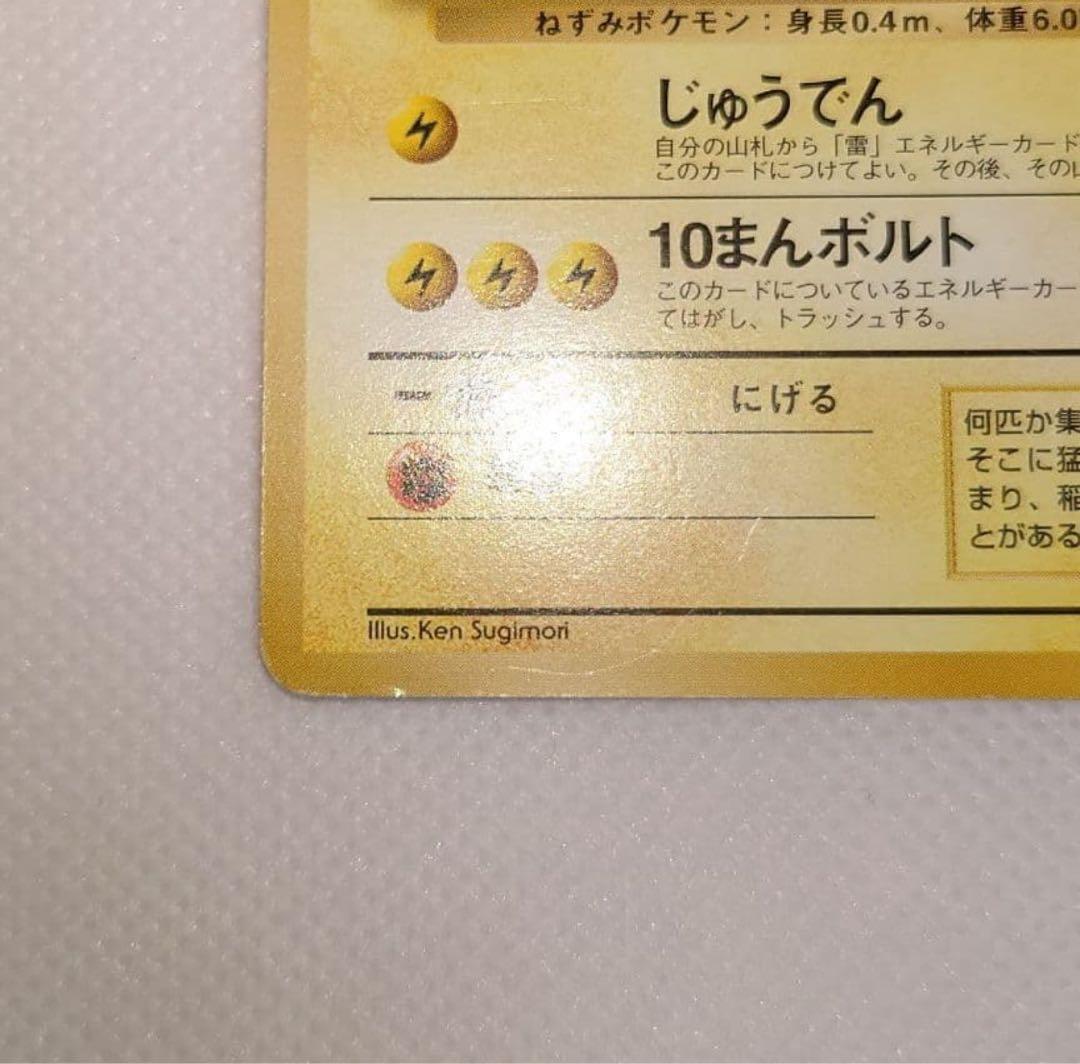 ねずみポケモン：身長0.4m、体重6.0
じゅうでん
自分の山札から「雷」エネルギーカード
このカードにつけてよい。その後、その
10まんボルト
このカードについているエネルギーカー
てはがし、トラッシュする。
にげる
何匹か集
そこに猛
まり、稲
とがある
Illus.Ken Sugimori